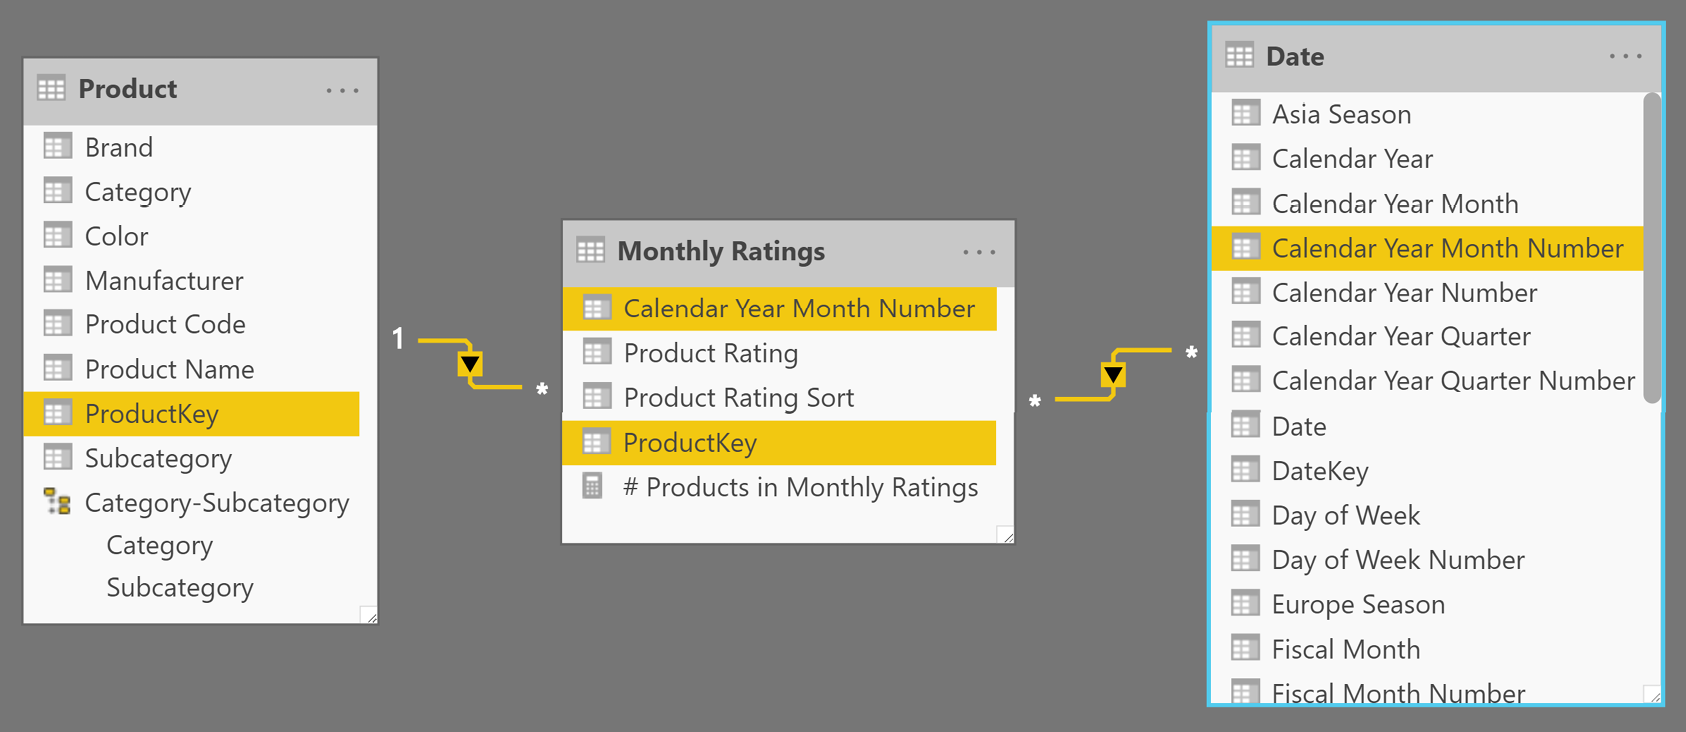 Product
Brand
Category
Color
Manufacturer
Product Code
Product Name
ProductKey
Subcategory
Category-Subcategory
Category
Subcategory
1
*
Monthly Ratings
Calendar Year Month Number
Product Rating
Product Rating Sort
ProductKey
# Products in Monthly Ratings
*
*
Date
Asia Season
Calendar Year
Calendar Year Month
Calendar Year Month Number
Calendar Year Number
Calendar Year Quarter
Calendar Year Quarter Number
Date
DateKey
Day of Week
Day of Week Number
Europe Season
Fiscal Month
Fiscal Month Number